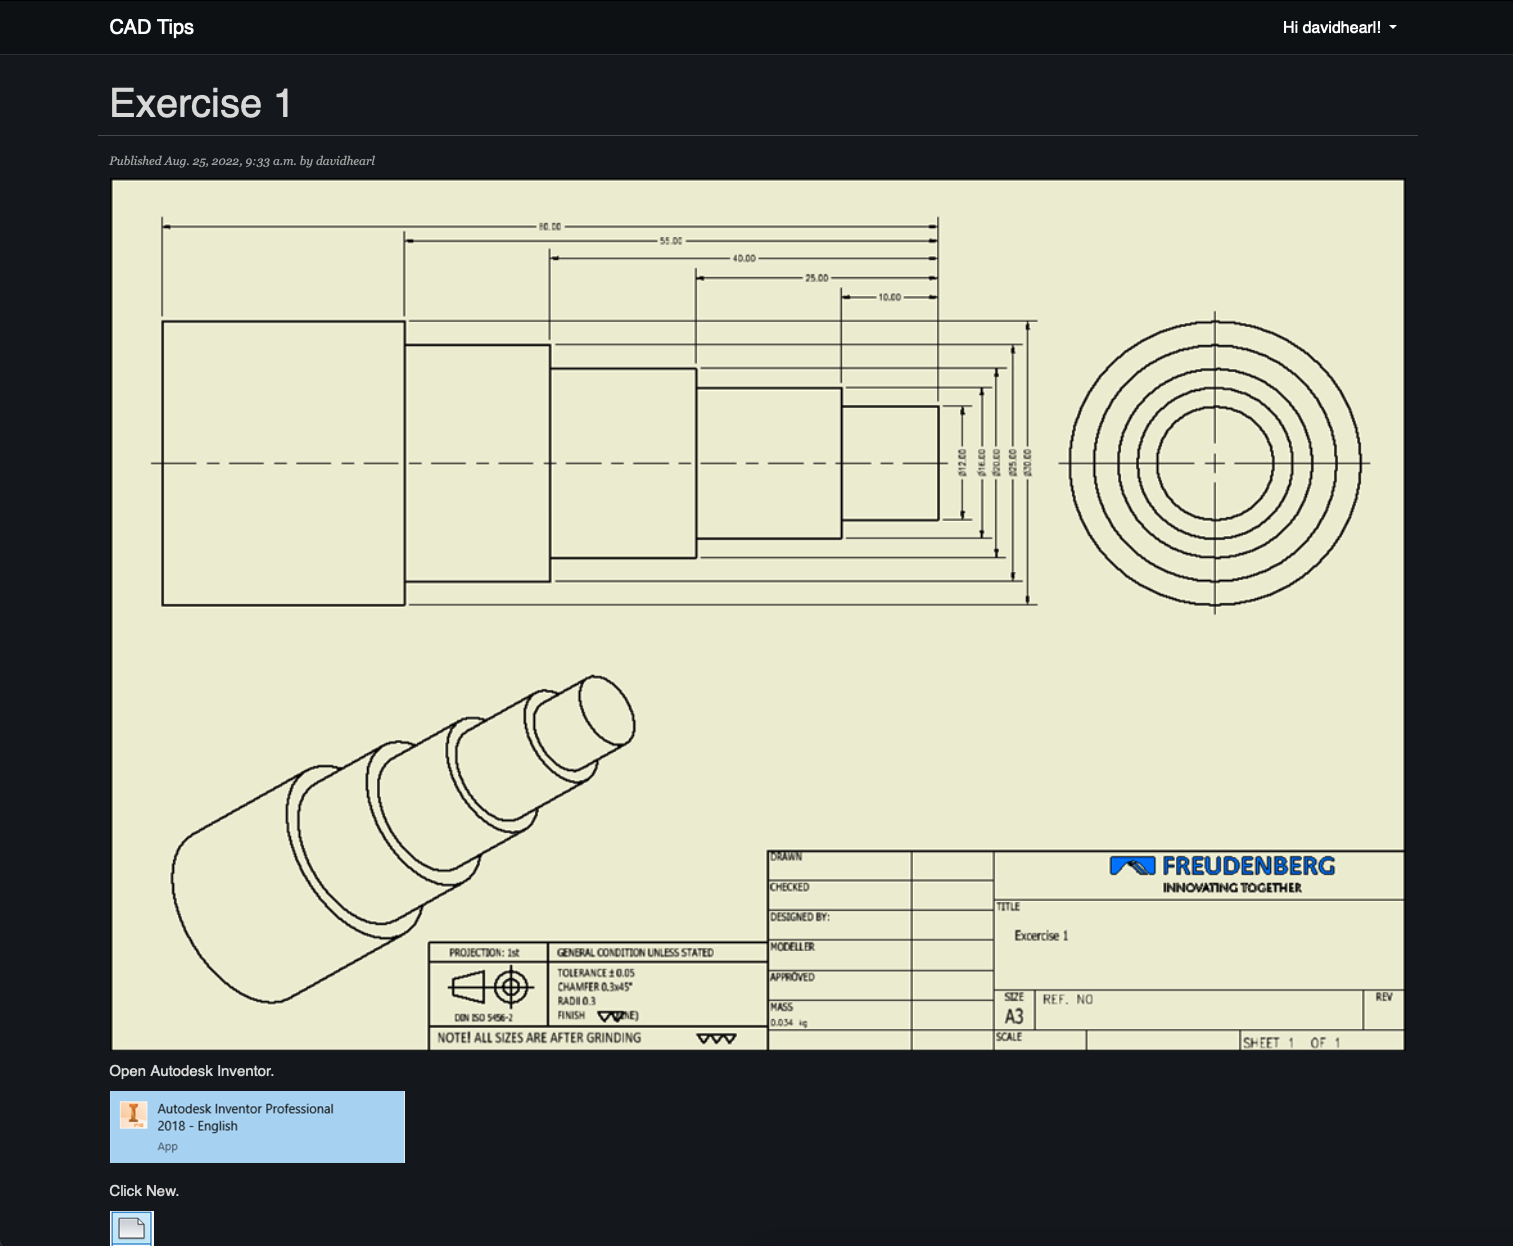 CAD Tips
Hi davidhearl!
Exercise 1
Published Aug. 25, 2022, 9:33 a.m. by davidhearl
80.00
55.00
40.00
25.00
10.00
Ø12.00
Ø16.00
Ø20.00
Ø25.00
Ø30.00
DRAWN
CHECKED
DESIGNED BY:
MODELLER
APPROVED
MASS
0.034 kg
FREUDENBERG
INNOVATING TOGETHER
TITLE
Excercise 1
SIZE
A3
REF. NO
REV
SCALE
SHEET 1 OF 1
PROJECTION: 1st
DIN ISO 5456-2
GENERAL CONDITION UNLESS STATED
TOLERANCE ± 0.05
CHAMFER 0.3x45°
RADII 0.3
FINISH
NOTE! ALL SIZES ARE AFTER GRINDING
Open Autodesk Inventor.
Autodesk Inventor Professional
2018 - English
App
Click New.